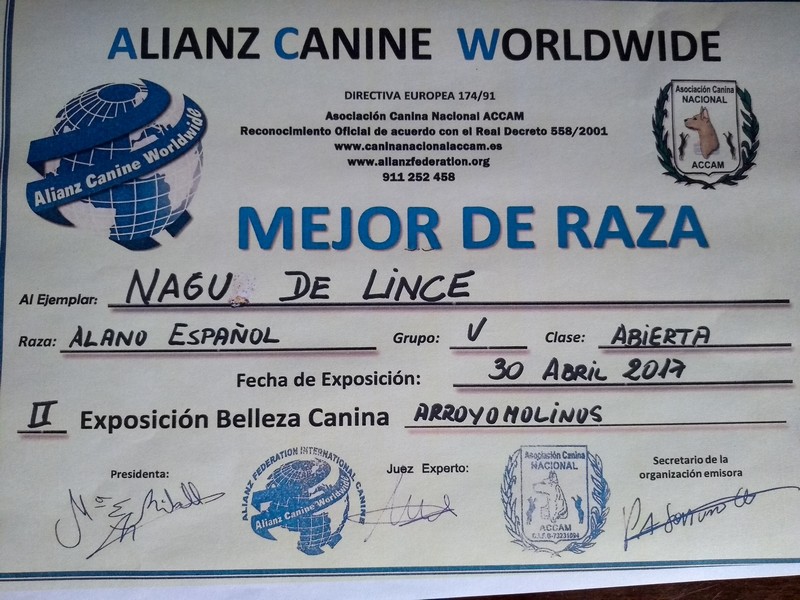 ALIANZ CANINE WORLDWIDE
DIRECTIVA EUROPEA 174/91
Asociación Canina Nacional ACCAM
Reconocimiento Oficial de acuerdo con el Real Decreto 558/2001
www.caninanacionalaccam.es
www.alianzfederation.org
911 252 458
Alianz Canine Worldwide
Asociación Canina
NACIONAL
ACCAM
MEJOR DE RAZA
Al Ejemplar: NAGU DE LINCE
Raza: ALANO ESPAÑOL Grupo: V Clase: ABIERTA
Fecha de Exposición: 30 ABRIL 2017
II Exposición Belleza Canina ARROYOMOLINOS
Presidenta:
Juez Experto:
Secretario de la
organización emisora
ALIANZ FEDERATION INTERNATIONAL CANINE
Alianz Canine Worldwide
Asociación Canina
NACIONAL
ACCAM